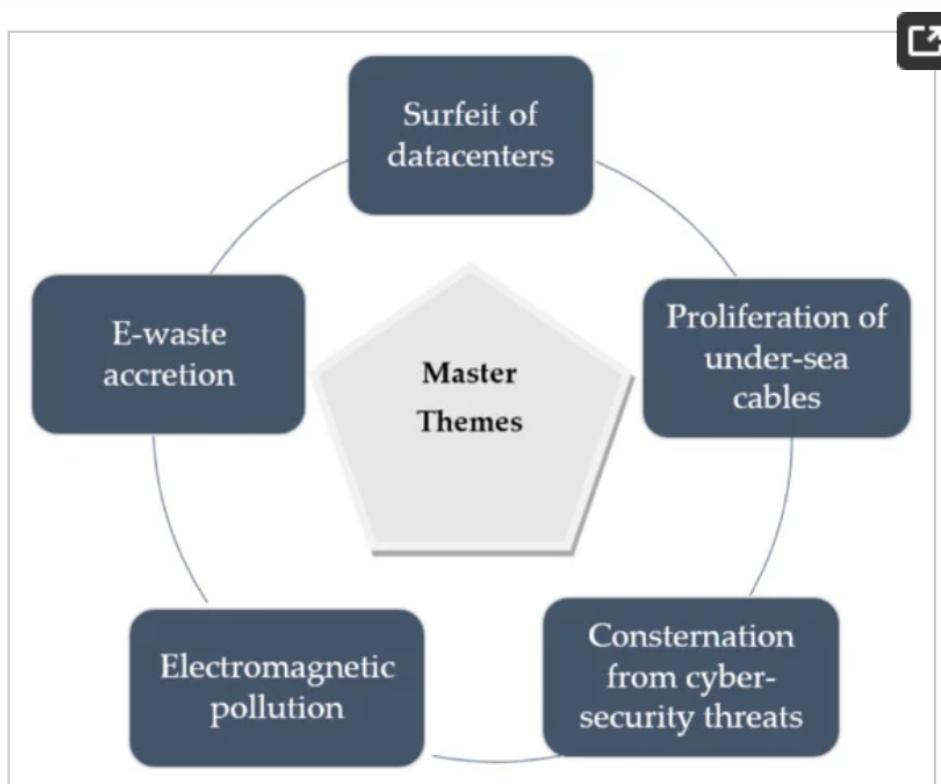 Surfeit of
datacenters
Proliferation of
under-sea
cables
Consternation
from cyber-
security threats
Electromagnetic
pollution
E-waste
accretion
Master
Themes